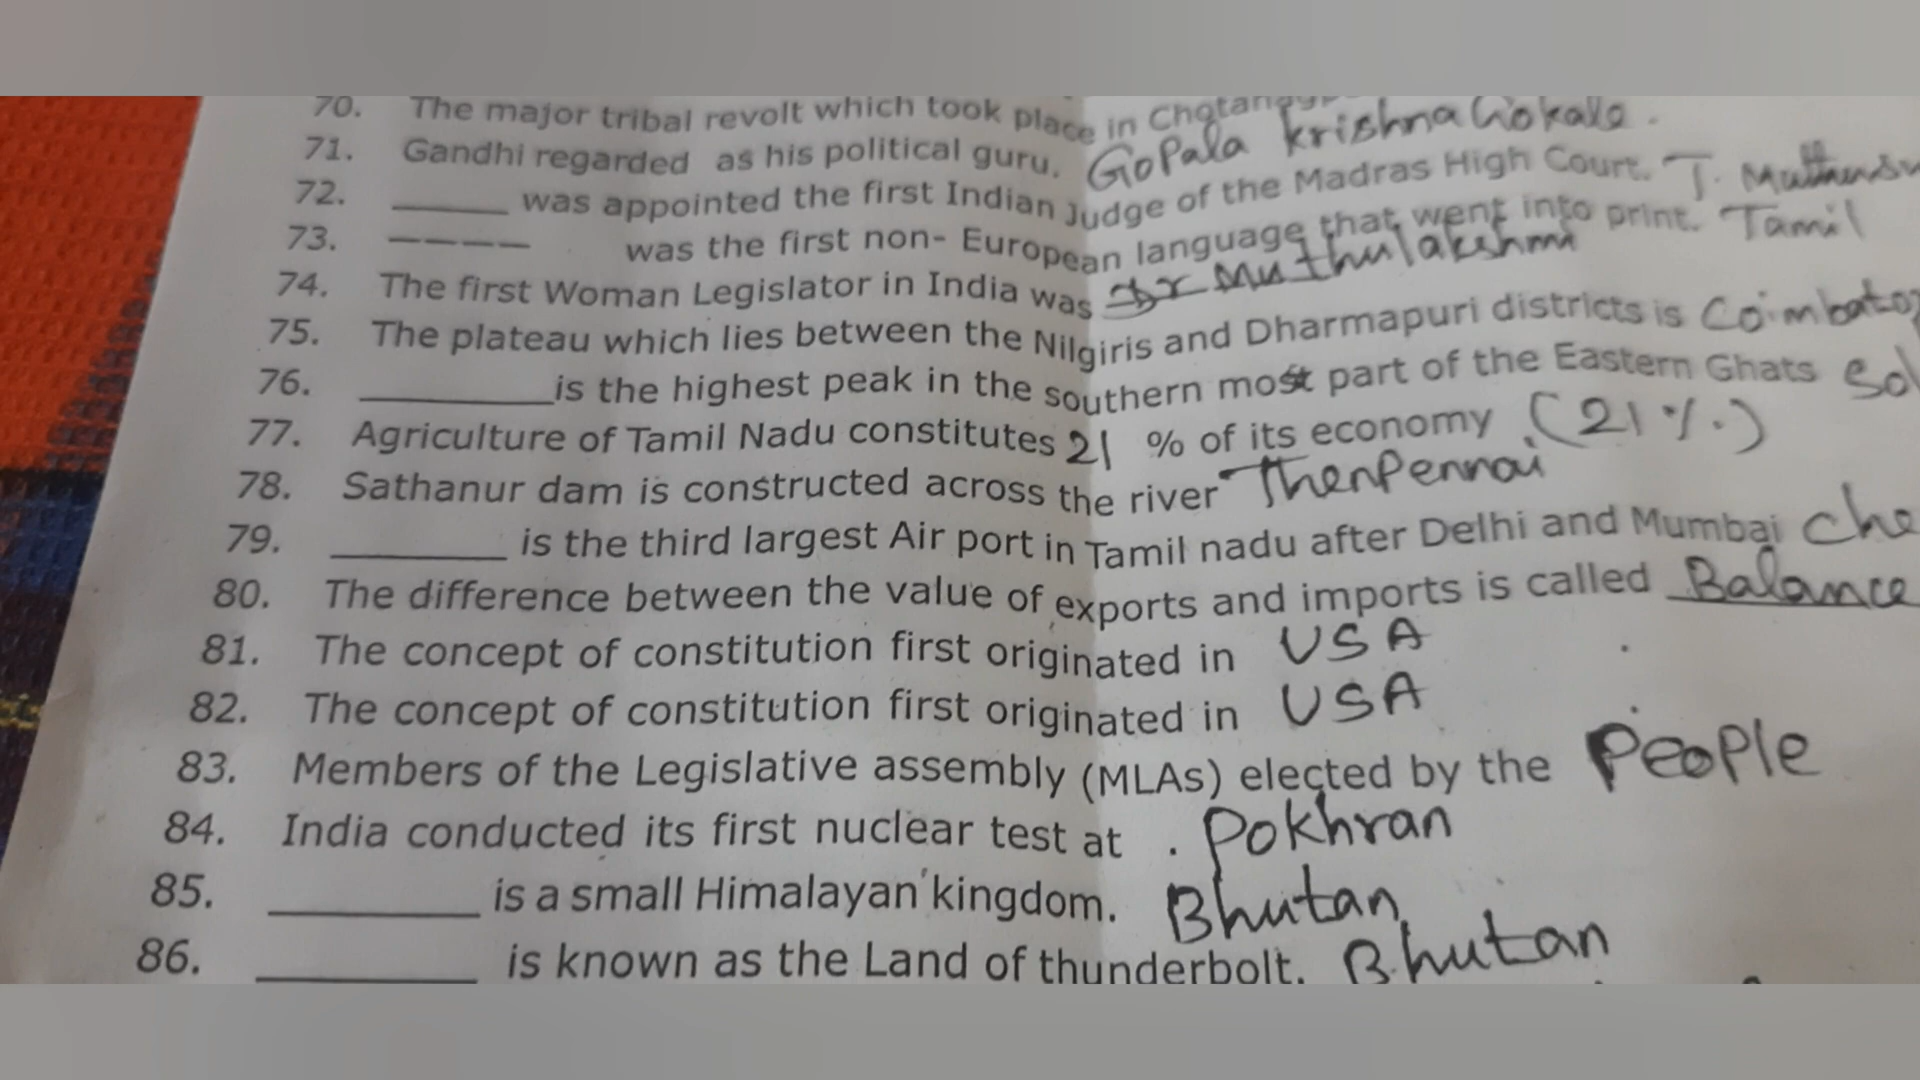 70. The major tribal revolt which took place in
71. Gandhi regarded as his political guru. Gopala krishna Gokale.
72. ______ was appointed the first Indian Judge of the Madras High Court. T.
73. ---- was the first non- European language that went into print. Tamil
74. The first Woman Legislator in India was Dr Muthulakshmi
75. The plateau which lies between the Nilgiris and Dharmapuri districts is
76. ______ is the highest peak in the southern most part of the Eastern Ghats
77. Agriculture of Tamil Nadu constitutes 21 % of its economy (21%.)
78. Sathanur dam is constructed across the river ThenPennai
79. ______ is the third largest Air port in Tamil nadu after Delhi and Mumbai
80. The difference between the value of exports and imports is called Balance
81. The concept of constitution first originated in USA
82. The concept of constitution first originated in USA
83. Members of the Legislative assembly (MLAs) elected by the People
84. India conducted its first nuclear test at . Pokhran
85. ______ is a small Himalayan kingdom. Bhutan
86. ______ is known as the Land of thunderbolt. Bhutan